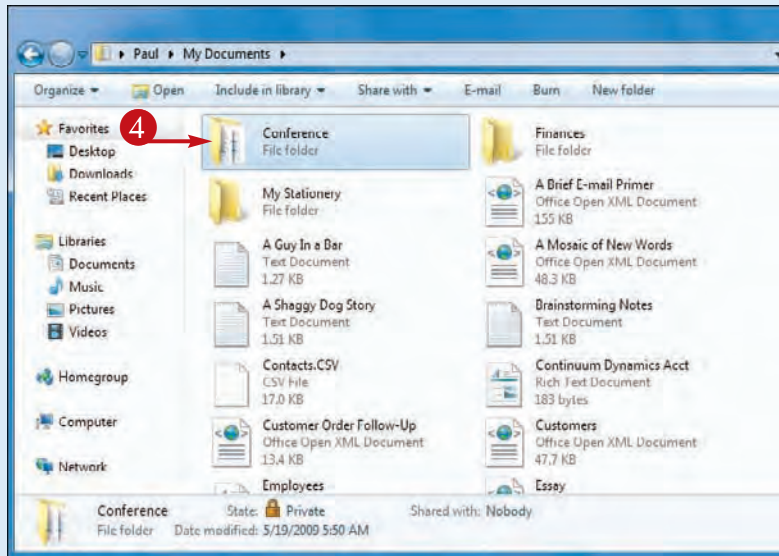 Paul My Documents
Organize Open Include in library Share with E-mail Burn New folder
Favorites
Desktop
Downloads
Recent Places
Libraries
Documents
Music
Pictures
Videos
Homegroup
Computer
Network
4
Conference
File folder
Finances
File folder
My Stationery
File folder
A Brief E-mail Primer
Office Open XML Document
155 KB
A Guy In a Bar
Text Document
1.27 KB
A Mosaic of New Words
Office Open XML Document
48.3 KB
A Shaggy Dog Story
Text Document
1.51 KB
Brainstorming Notes
Text Document
1.51 KB
Contacts.CSV
CSV File
17.0 KB
Continuum Dynamics Acct
Rich Text Document
183 bytes
Customer Order Follow-Up
Office Open XML Document
13.4 KB
Customers
Office Open XML Document
47.7 KB
Employees
Essay
Conference State: Private Shared with: Nobody
File folder Date modified: 5/19/2009 5:50 AM